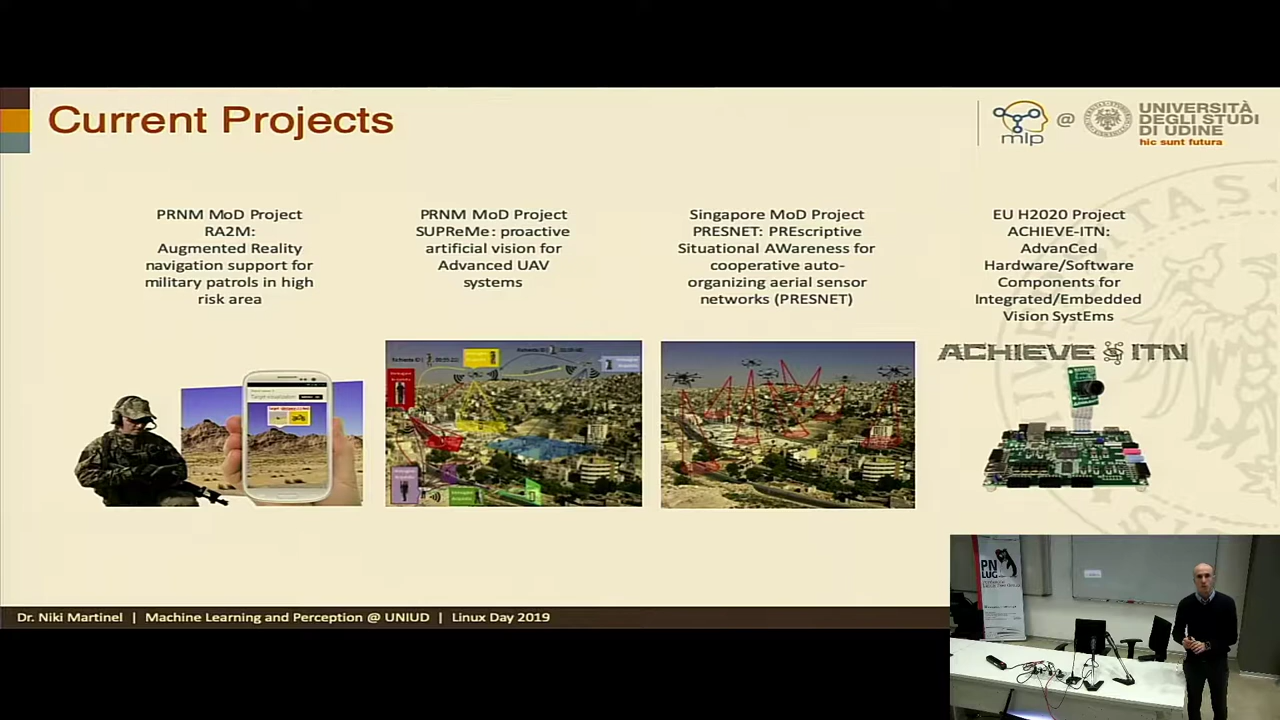 Current Projects
mlp
@
UNIVERSITÀ
DEGLI STUDI
DI UDINE
hic sunt futura
PRNM MoD Project
RA2M:
Augmented Reality
navigation support for
military patrols in high
risk area
PRNM MoD Project
SUPReMe: proactive
artificial vision for
Advanced UAV
systems
Singapore MoD Project
PRESNET: PREscriptive
Situational AWareness for
cooperative auto-
organizing aerial sensor
networks (PRESNET)
EU H2020 Project
ACHIEVE-ITN:
AdvanCed
Hardware/Software
Components for
Integrated/Embedded
Vision SystEms
ACHIEVE ITN
Target visualization
PN
LUG
Dr. Niki Martinel | Machine Learning and Perception @ UNIUD | Linux Day 2019